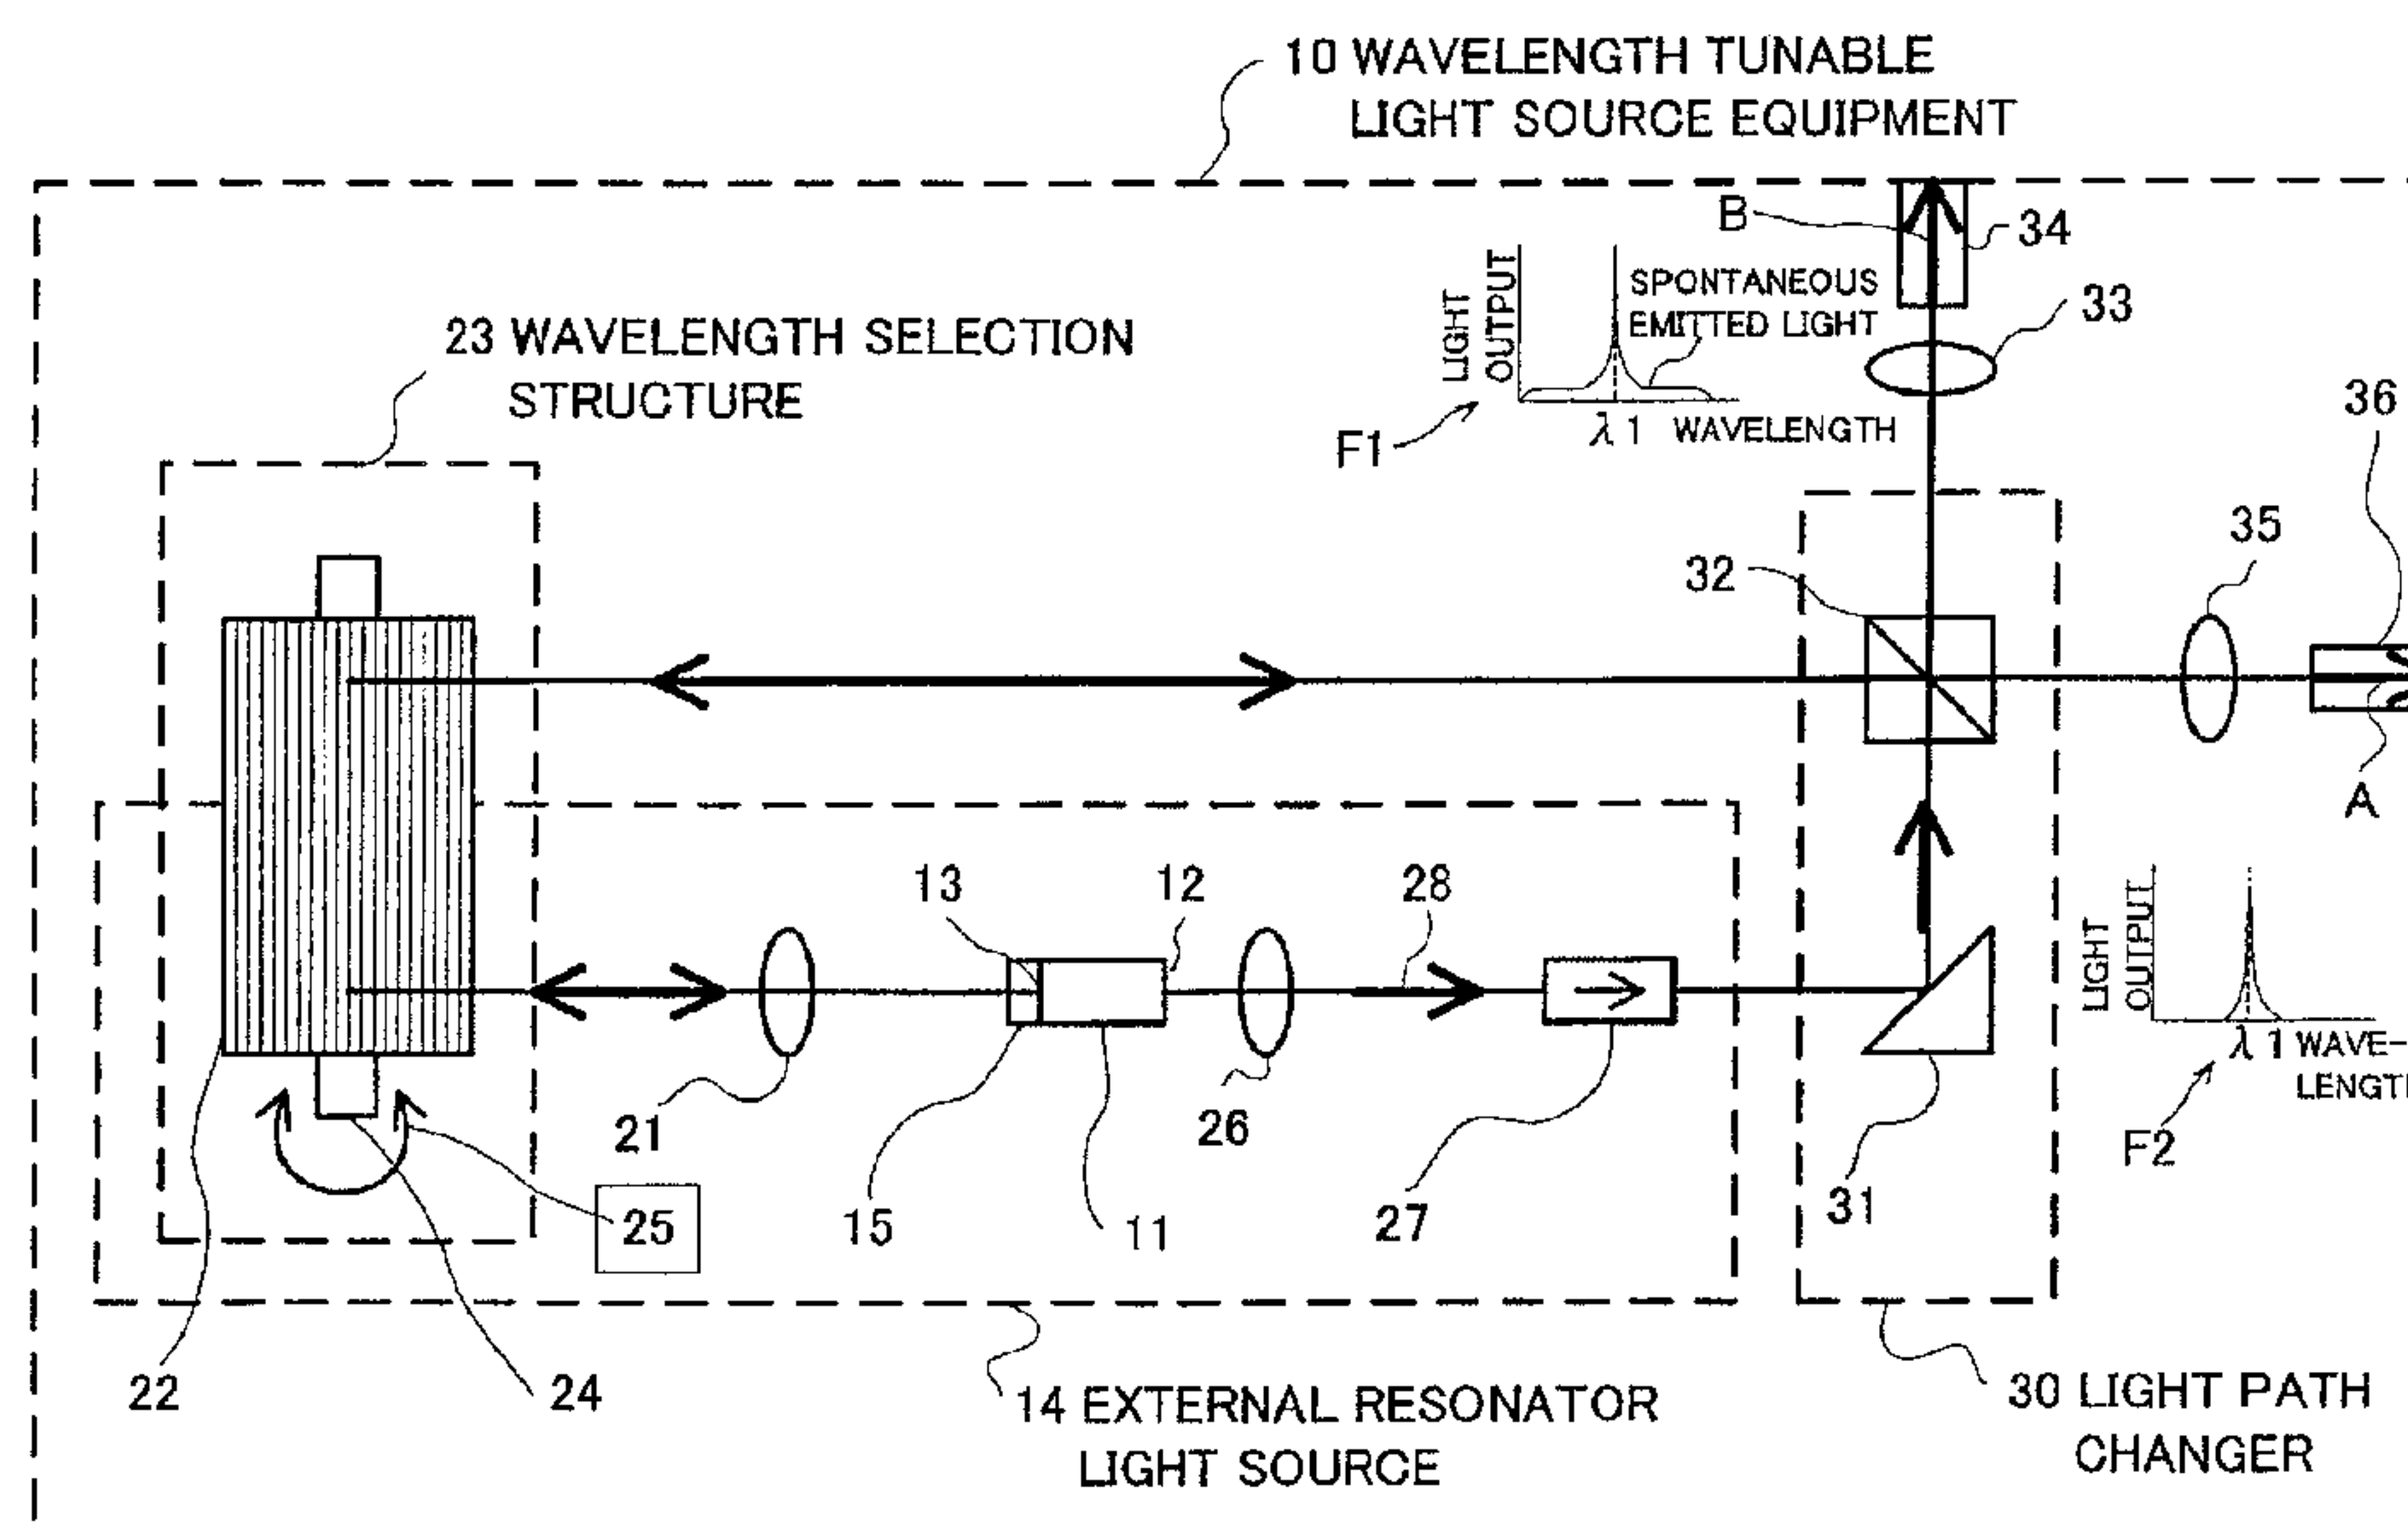 10 WAVELENGTH TUNABLE
LIGHT SOURCE EQUIPMENT
B
34
SPONTANEOUS
EMITTED LIGHT
LIGHT
OUTPUT
33
23 WAVELENGTH SELECTION
STRUCTURE
λ1 WAVELENGTH
F1
36
35
32
A
13
12
28
LIGHT
OUTPUT
λ1 WAVE-
LENGT
21
26
F2
15
11
27
31
25
22
24
14 EXTERNAL RESONATOR
LIGHT SOURCE
30 LIGHT PATH
CHANGER